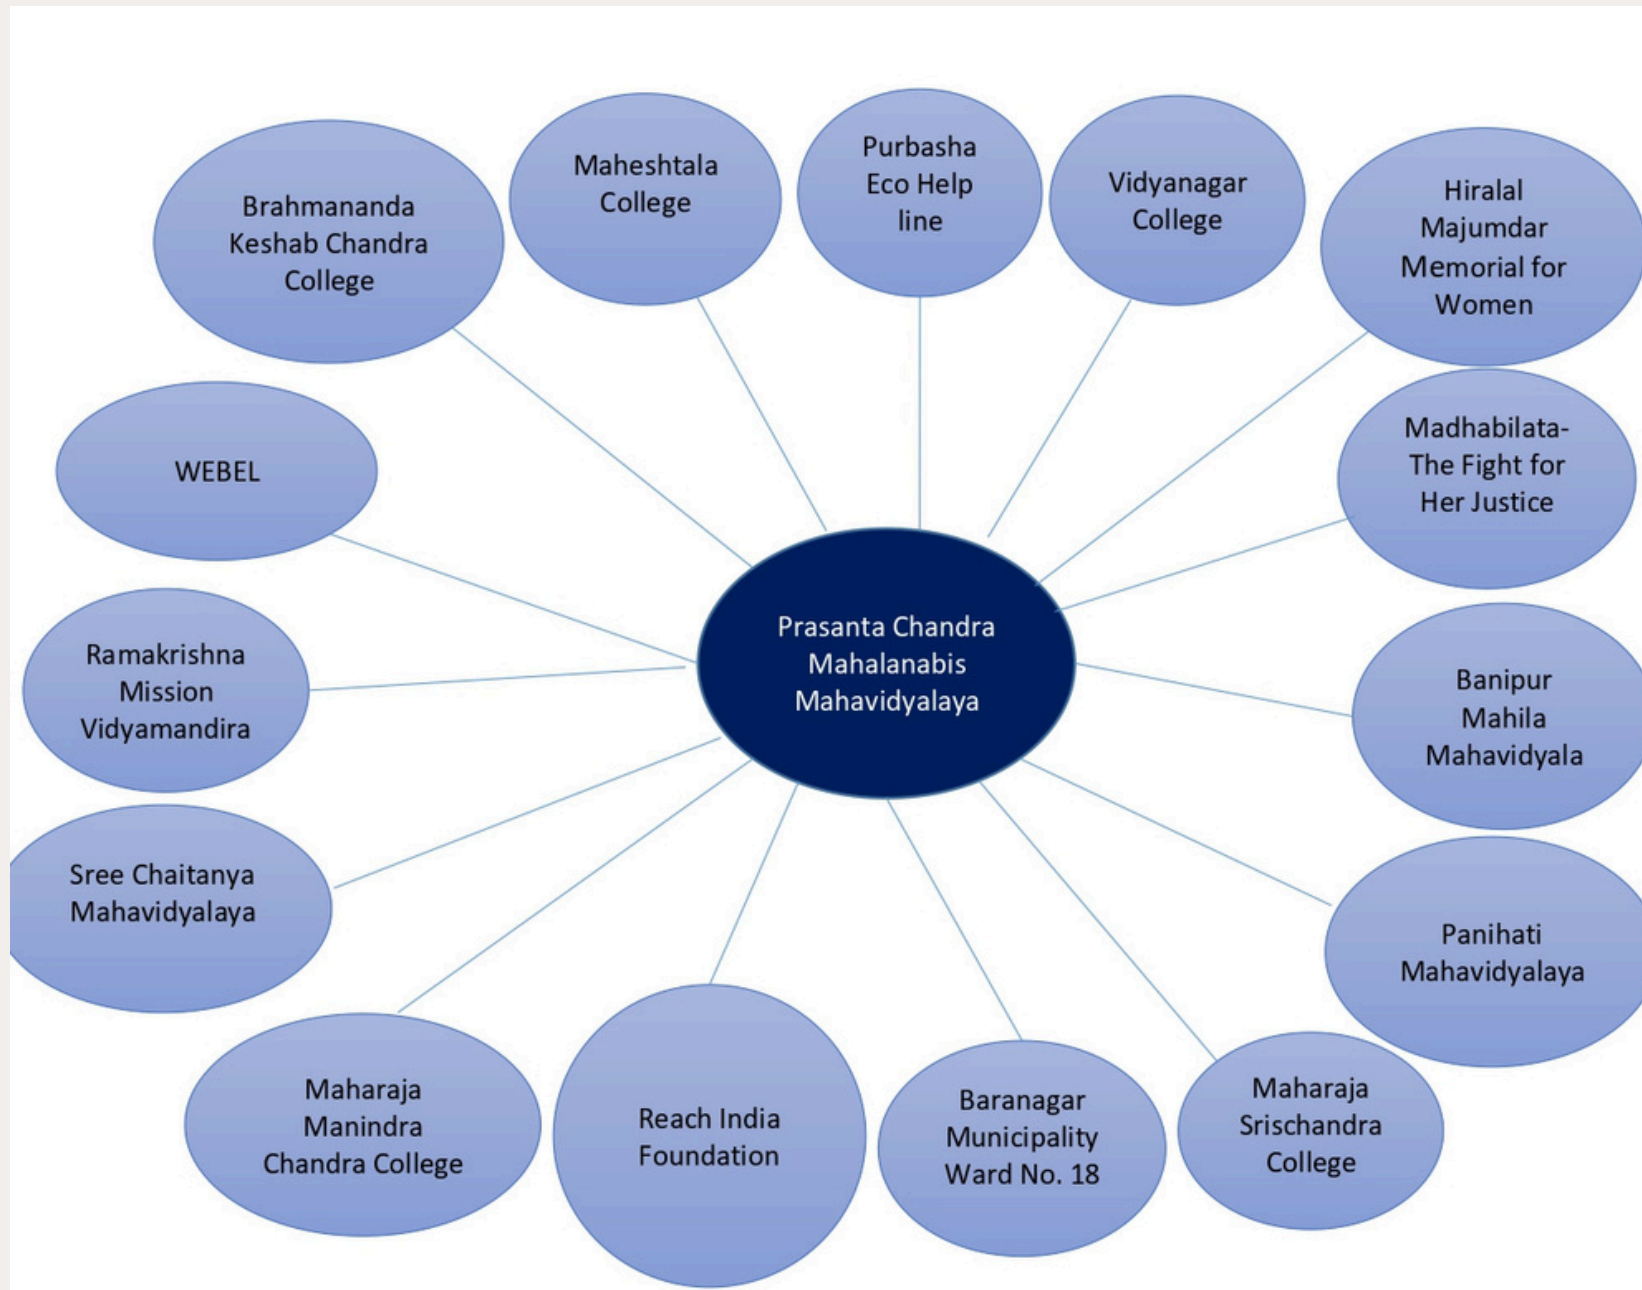 Brahmananda
Keshab Chandra
College
Maheshtala
College
Purbasha
Eco Help
line
Vidyanagar
College
Hiralal
Majumdar
Memorial for
Women
WEBEL
Madhabilata-
The Fight for
Her Justice
Prasanta Chandra
Mahalanabis
Mahavidyalaya
Ramakrishna
Mission
Vidyamandira
Banipur
Mahila
Mahavidyala
Sree Chaitanya
Mahavidyalaya
Panihati
Mahavidyalaya
Maharaja
Manindra
Chandra College
Reach India
Foundation
Baranagar
Municipality
Ward No. 18
Maharaja
Srischandra
College